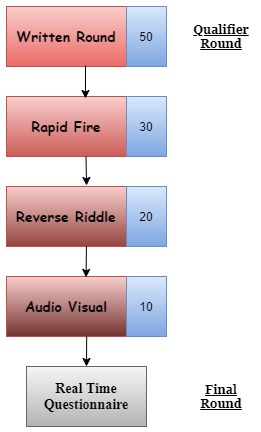 Written Round 50
Qualifier
Round
Rapid Fire 30
Reverse Riddle 20
Audio Visual 10
Real Time
Questionnaire
Final
Round